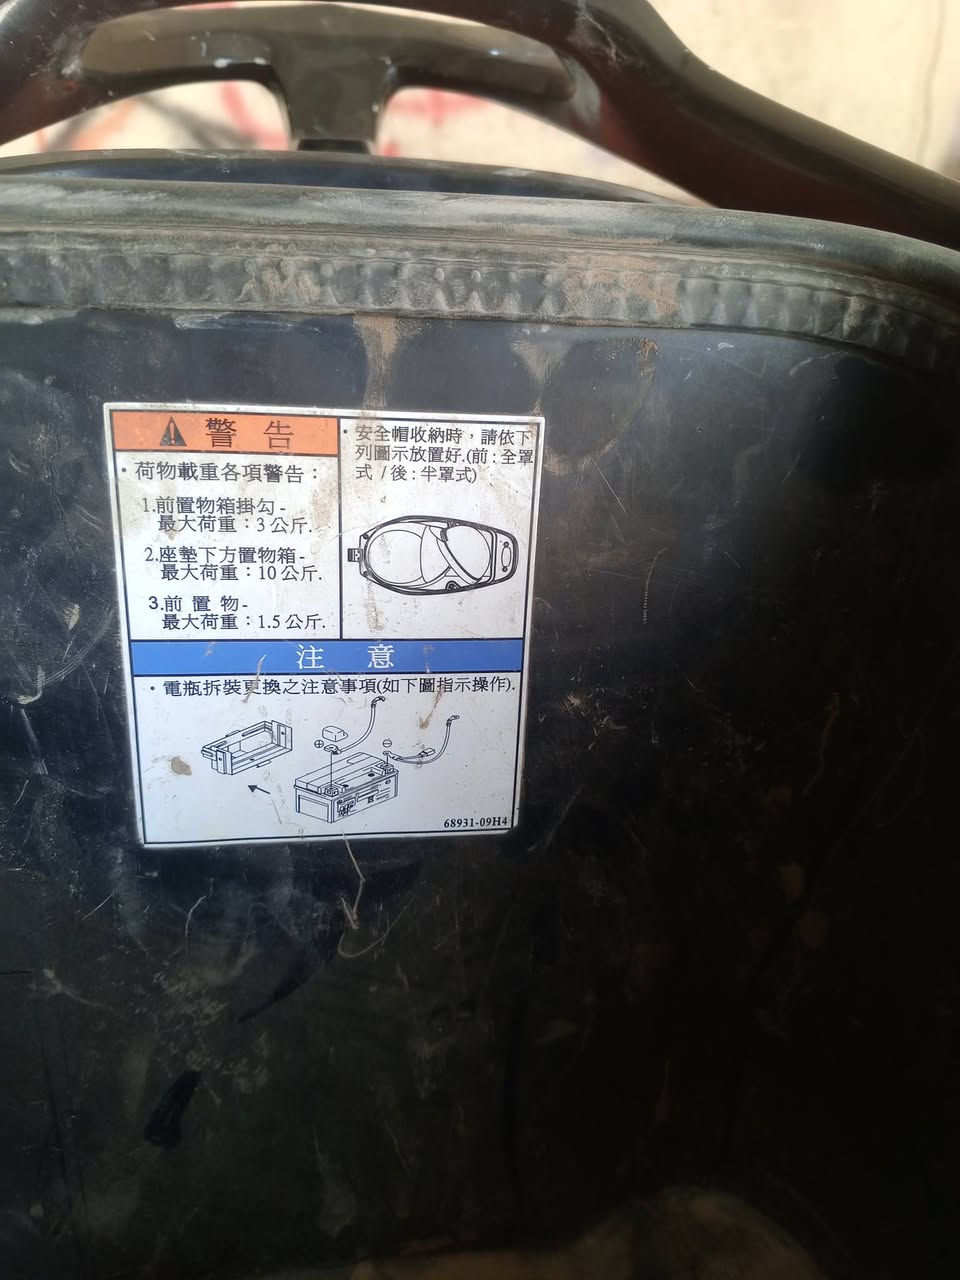 警 告
・荷物載重各項警告：
1.前置物箱掛勾-
最大荷重：3 公斤.
2.座墊下方置物箱-
最大荷重：10 公斤.
3.前 置 物-
最大荷重：1.5 公斤.
・安全帽收納時，請依下
列圖示放置好.(前 : 全罩
式 / 後 : 半罩式)
注 意
・電瓶拆裝更換之注意事項(如下圖指示操作).
⊕
⊖
68931-09H4